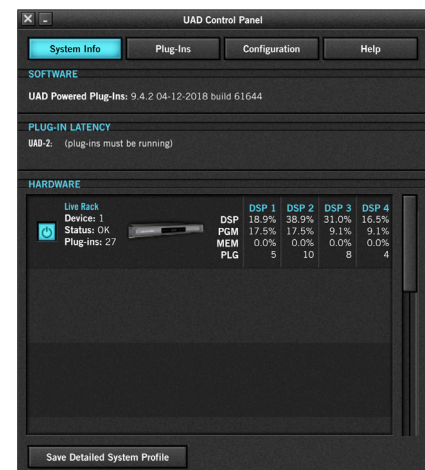 UAD Control Panel
System Info Plug-Ins Configuration Help
SOFTWARE
UAD Powered Plug-Ins: 9.4.2 04-12-2018 build 61644
PLUG-IN LATENCY
UAD-2: (plug-ins must be running)
HARDWARE
Live Rack DSP 1 DSP 2 DSP 3 DSP 4
Device: 1 DSP 18.9% 38.9% 31.0% 16.5%
Status: OK PGM 17.5% 17.5% 9.1% 9.1%
Plug-ins: 27 MEM 0.0% 0.0% 0.0% 0.0%
PLG 5 10 8 4
Save Detailed System Profile